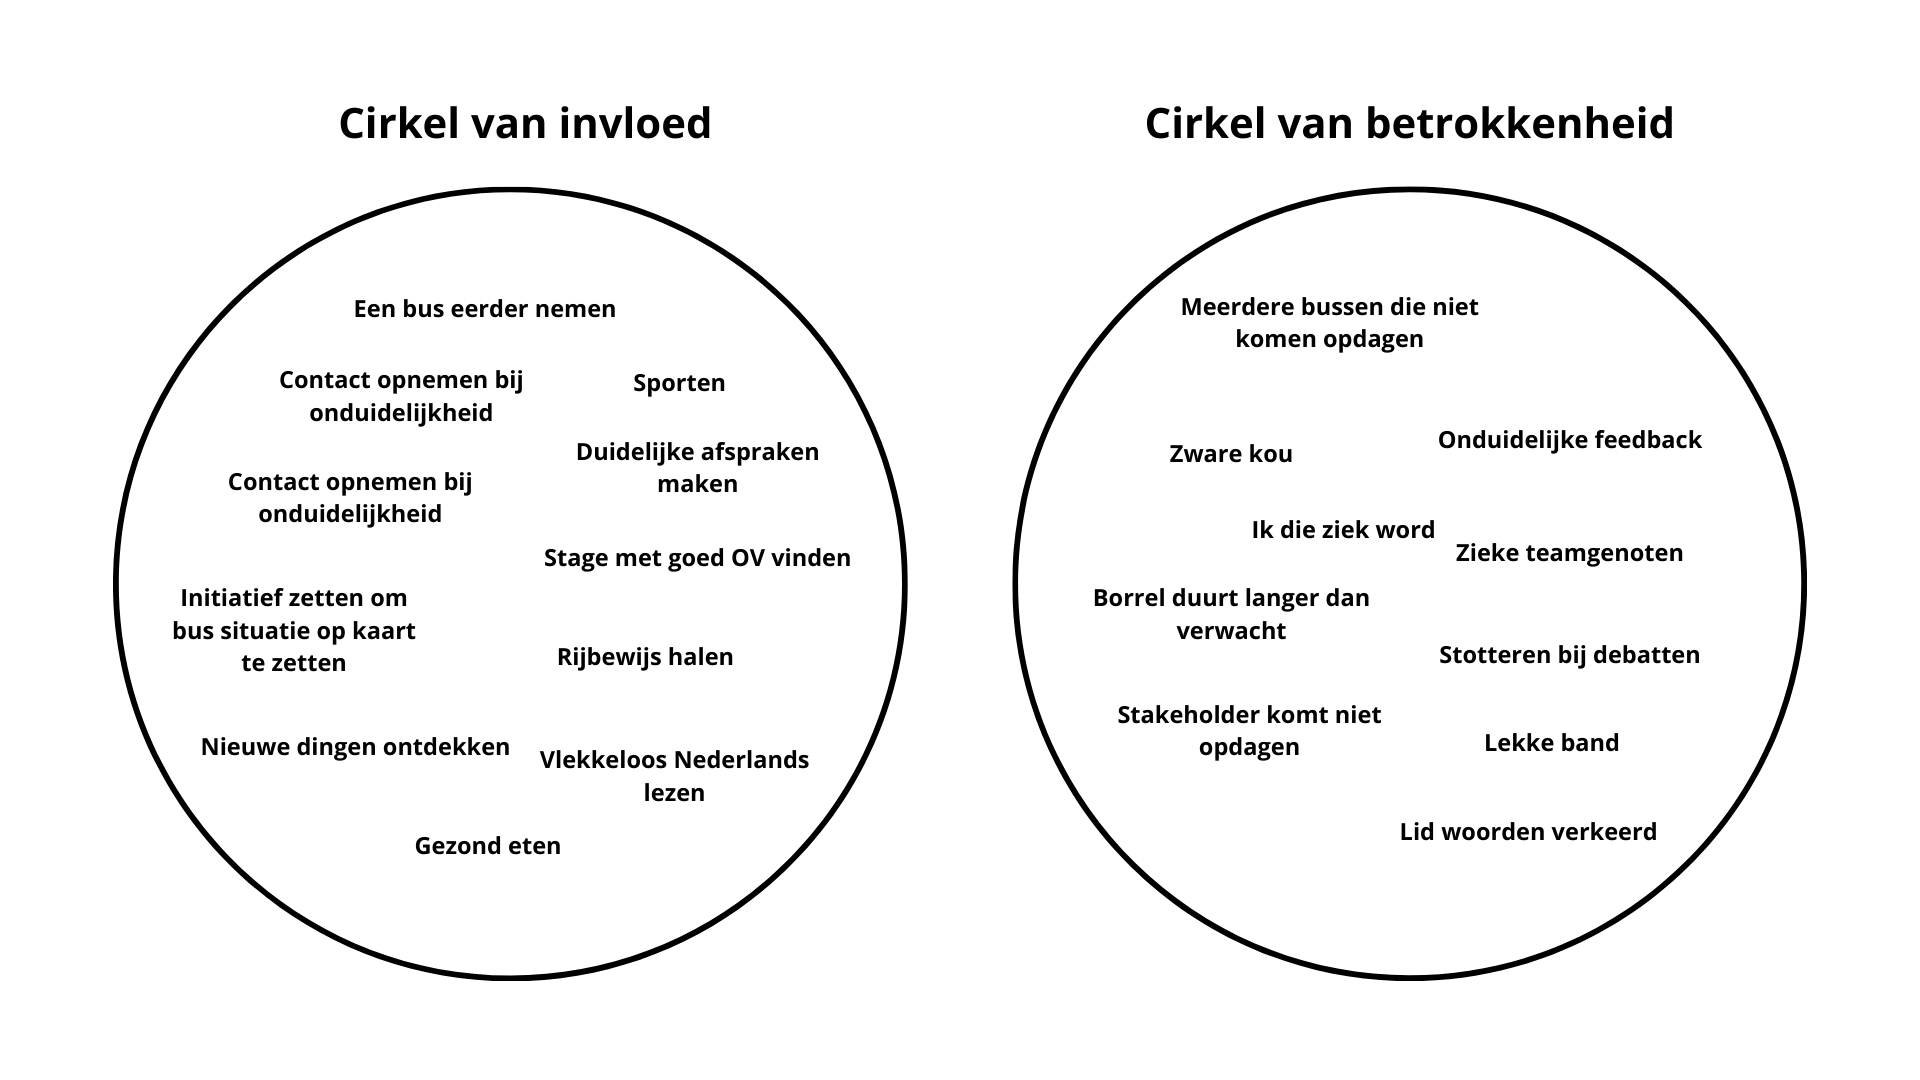 Cirkel van invloed
Een bus eerder nemen
Contact opnemen bij
onduidelijkheid
Sporten
Duidelijke afspraken
maken
Contact opnemen bij
onduidelijkheid
Stage met goed OV vinden
Initiatief zetten om
bus situatie op kaart
te zetten
Rijbewijs halen
Nieuwe dingen ontdekken
Vlekkeloos Nederlands
lezen
Gezond eten
Cirkel van betrokkenheid
Meerdere bussen die niet
komen opdagen
Onduidelijke feedback
Zware kou
Ik die ziek word
Zieke teamgenoten
Borrel duurt langer dan
verwacht
Stotteren bij debatten
Stakeholder komt niet
opdagen
Lekke band
Lid woorden verkeerd